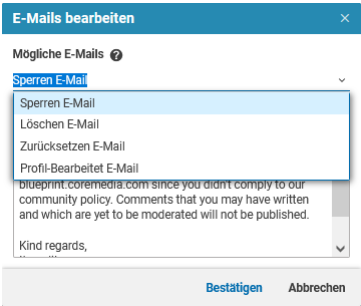 E-Mails bearbeiten
Mögliche E-Mails
Sperren E-Mail
Sperren E-Mail
Löschen E-Mail
Zurücksetzen E-Mail
Profil-Bearbeitet E-Mail
blueprint.coremedia.com since you didn't comply to our
community policy. Comments that you may have written
and which are yet to be moderated will not be published.
Kind regards,
Bestätigen Abbrechen